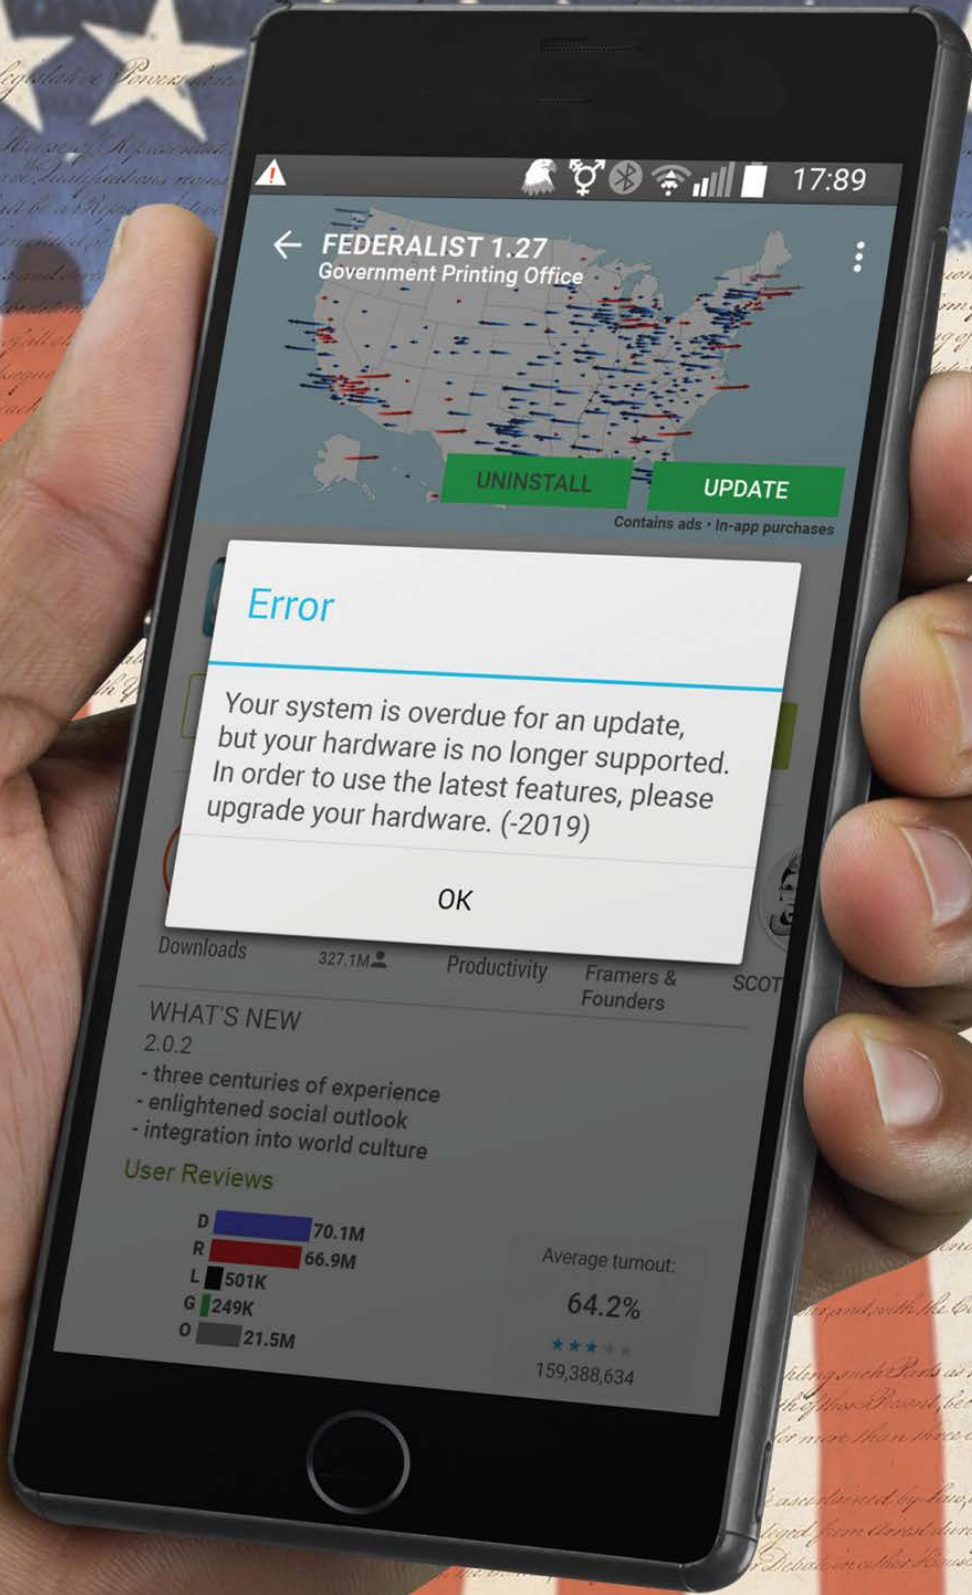 17:89
FEDERALIST 1.27
Government Printing Office
UNINSTALL
UPDATE
Contains ads • In-app purchases
Error
Your system is overdue for an update,
but your hardware is no longer supported.
In order to use the latest features, please
upgrade your hardware. (-2019)
OK
Downloads
327.1M
Productivity
Framers &
Founders
SCOT
WHAT'S NEW
2.0.2
- three centuries of experience
- enlightened social outlook
- integration into world culture
User Reviews
D 70.1M
R 66.9M
L 501K
G 249K
O 21.5M
Average turnout:
64.2%
159,388,634